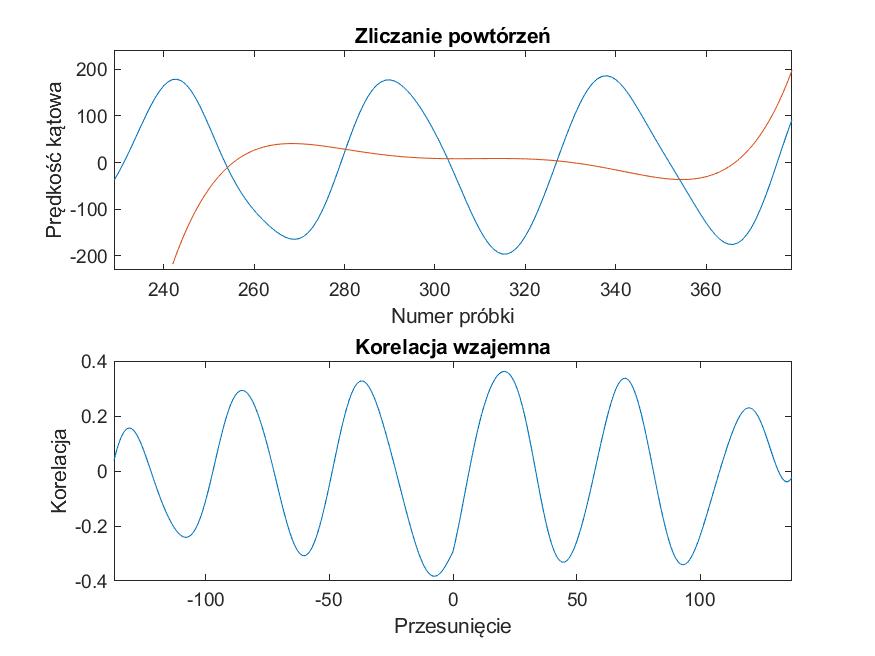 Zliczanie powtórzeń
Prędkość kątowa
200
100
0
-100
-200
240 260 280 300 320 340 360
Numer próbki
Korelacja wzajemna
Korelacja
0.4
0.2
0
-0.2
-0.4
-100 -50 0 50 100
Przesunięcie